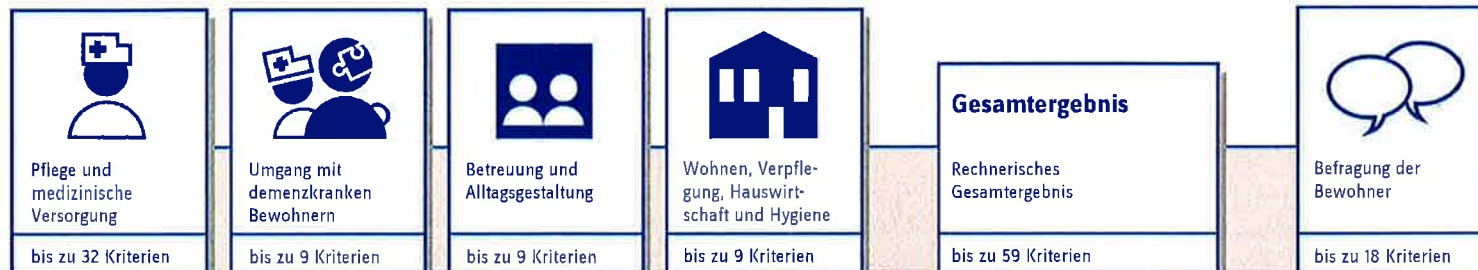 Pflege und
medizinische
Versorgung
bis zu 32 Kriterien
Umgang mit
demenzkranken
Bewohnern
bis zu 9 Kriterien
Betreuung und
Alltagsgestaltung
bis zu 9 Kriterien
Wohnen, Verpfle-
gung, Hauswirt-
schaft und Hygiene
bis zu 9 Kriterien
Gesamtergebnis
Rechnerisches
Gesamtergebnis
bis zu 59 Kriterien
Befragung der
Bewohner
bis zu 18 Kriterien